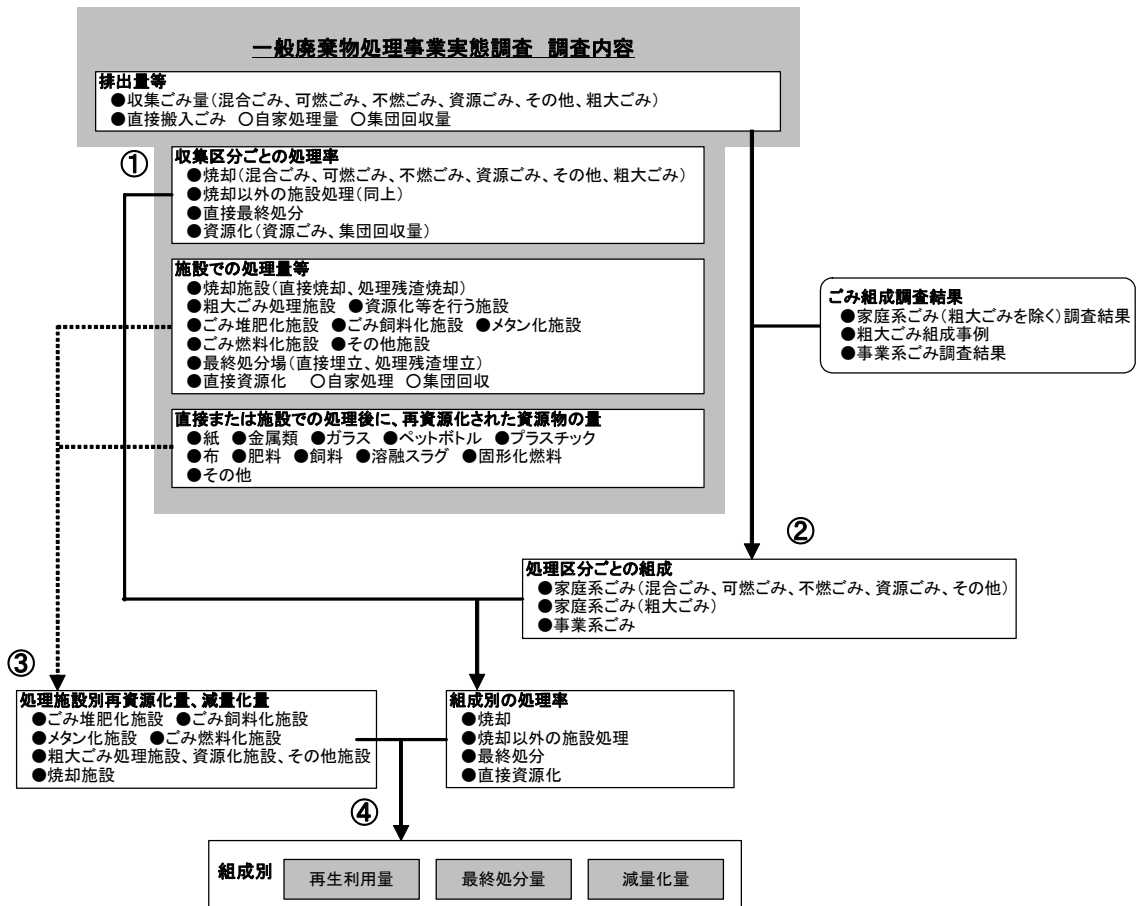 一般廃棄物処理事業実態調査 調査内容
排出量等
●収集ごみ量(混合ごみ、可燃ごみ、不燃ごみ、資源ごみ、その他、粗大ごみ)
●直接搬入ごみ ○自家処理量 ○集団回収量
①
収集区分ごとの処理率
●焼却(混合ごみ、可燃ごみ、不燃ごみ、資源ごみ、その他、粗大ごみ)
●焼却以外の施設処理(同上)
●直接最終処分
●資源化(資源ごみ、集団回収量)
施設での処理量等
●焼却施設(直接焼却、処理残渣焼却)
●粗大ごみ処理施設 ●資源化等を行う施設
●ごみ堆肥化施設 ●ごみ飼料化施設 ●メタン化施設
●ごみ燃料化施設 ●その他施設
●最終処分場(直接埋立、処理残渣埋立)
●直接資源化 ○自家処理 ○集団回収
ごみ組成調査結果
●家庭系ごみ(粗大ごみを除く)調査結果
●粗大ごみ組成事例
●事業系ごみ調査結果
直接または施設での処理後に、再資源化された資源物の量
●紙 ●金属類 ●ガラス ●ペットボトル ●プラスチック
●布 ●肥料 ●飼料 ●溶融スラグ ●固形化燃料
●その他
②
処理区分ごとの組成
●家庭系ごみ(混合ごみ、可燃ごみ、不燃ごみ、資源ごみ、その他)
●家庭系ごみ(粗大ごみ)
●事業系ごみ
③
処理施設別再資源化量、減量化量
●ごみ堆肥化施設 ●ごみ飼料化施設
●メタン化施設 ●ごみ燃料化施設
●粗大ごみ処理施設、資源化施設、その他施設
●焼却施設
組成別の処理率
●焼却
●焼却以外の施設処理
●最終処分
●直接資源化
④
組成別
再生利用量
最終処分量
減量化量